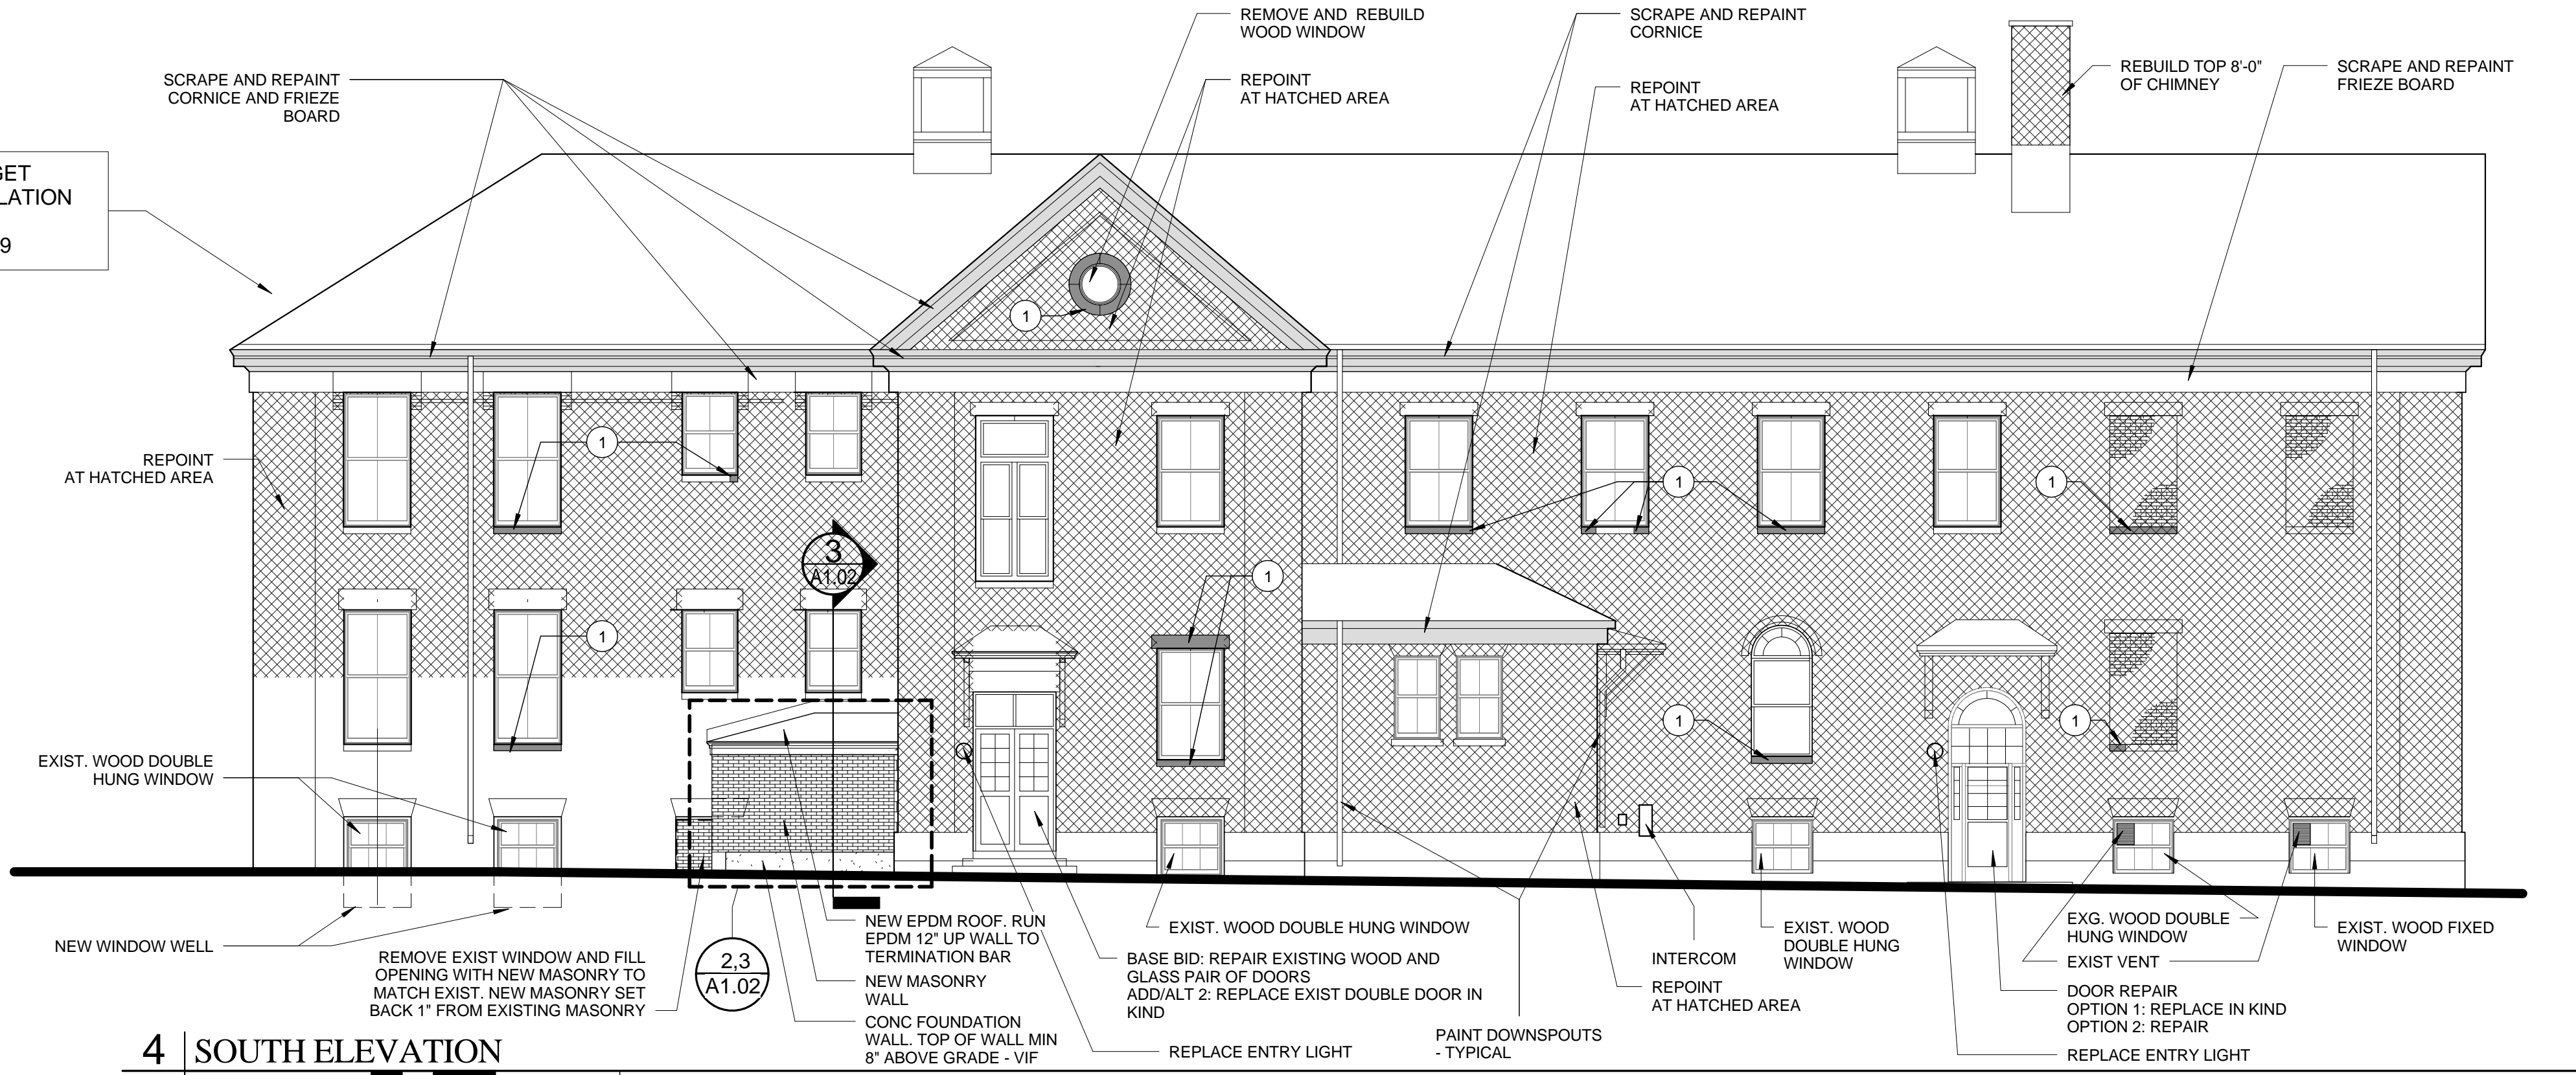 REMOVE AND REBUILD
WOOD WINDOW
SCRAPE AND REPAINT
CORNICE
SCRAPE AND REPAINT
CORNICE AND FRIEZE
BOARD
REPOINT
AT HATCHED AREA
REPOINT
AT HATCHED AREA
REBUILD TOP 8'-0"
OF CHIMNEY
SCRAPE AND REPAINT
FRIEZE BOARD
9
1
REPOINT
AT HATCHED AREA
1
1
1
3
A1.02
1
1
1
1
EXIST. WOOD DOUBLE
HUNG WINDOW
NEW WINDOW WELL
REMOVE EXIST WINDOW AND FILL
OPENING WITH NEW MASONRY TO
MATCH EXIST. NEW MASONRY SET
BACK 1" FROM EXISTING MASONRY
2,3
A1.02
NEW EPDM ROOF. RUN
EPDM 12" UP WALL TO
TERMINATION BAR
NEW MASONRY
WALL
CONC FOUNDATION
WALL. TOP OF WALL MIN
8" ABOVE GRADE - VIF
EXIST. WOOD DOUBLE HUNG WINDOW
BASE BID: REPAIR EXISTING WOOD AND
GLASS PAIR OF DOORS
ADD/ALT 2: REPLACE EXIST DOUBLE DOOR IN
KIND
REPLACE ENTRY LIGHT
PAINT DOWNSPOUTS
- TYPICAL
INTERCOM
REPOINT
AT HATCHED AREA
EXIST. WOOD
DOUBLE HUNG
WINDOW
EXG. WOOD DOUBLE
HUNG WINDOW
EXIST VENT
DOOR REPAIR
OPTION 1: REPLACE IN KIND
OPTION 2: REPAIR
REPLACE ENTRY LIGHT
EXIST. WOOD FIXED
WINDOW
4 SOUTH ELEVATION